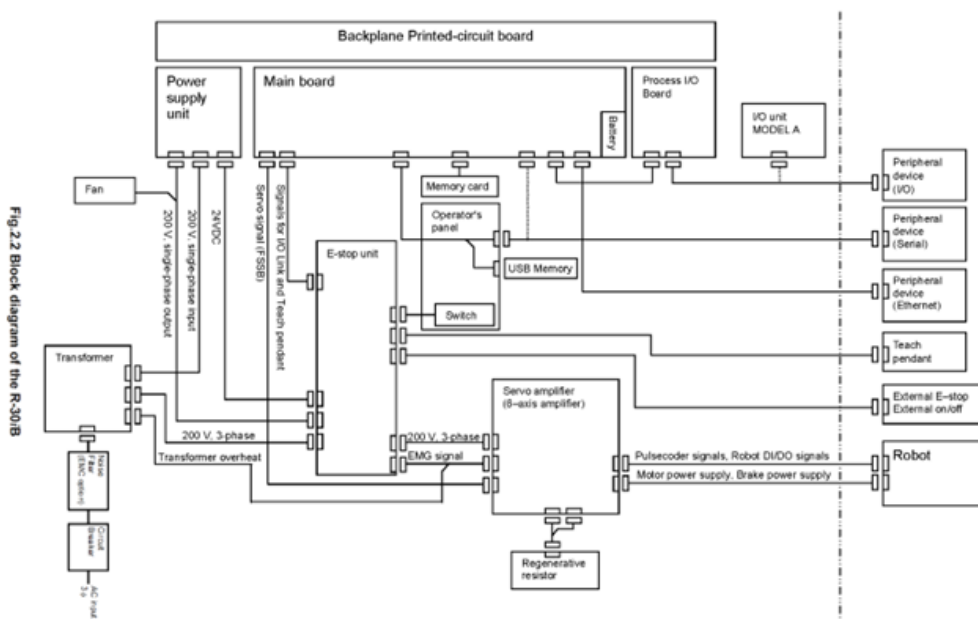 Backplane Printed-circuit board
Power
supply
unit
Main board
Battery
Process I/O
Board
I/O unit
MODEL A
Fan
Memory card
Operator's
panel
USB Memory
Switch
E-stop unit
200 V, single-phase output
200 V, single-phase input
24VDC
Servo signal (FSSB)
Signals for I/O Link and Teach pendant
Peripheral
device
(I/O)
Peripheral
device
(Serial)
Peripheral
device
(Ethernet)
Teach
pendant
External E-stop
External on/off
Robot
Transformer
200 V, 3-phase
Transformer overheat
200 V, 3-phase
EMG signal
Servo amplifier
(6-axis amplifier)
Pulsecoder signals, Robot DI/DO signals
Motor power supply, Brake power supply
Regenerative
resistor
Noise
Filter
(EMC option)
Circuit
Breaker
AC input
3 φ
Fig.2.2 Block diagram of the R-30iB